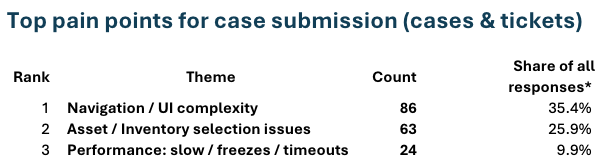 Top pain points for case submission (cases & tickets)
Share of all
Rank Theme Count responses*
1 Navigation / UI complexity 86 35.4%
2 Asset / Inventory selection issues 63 25.9%
3 Performance: slow / freezes / timeouts 24 9.9%